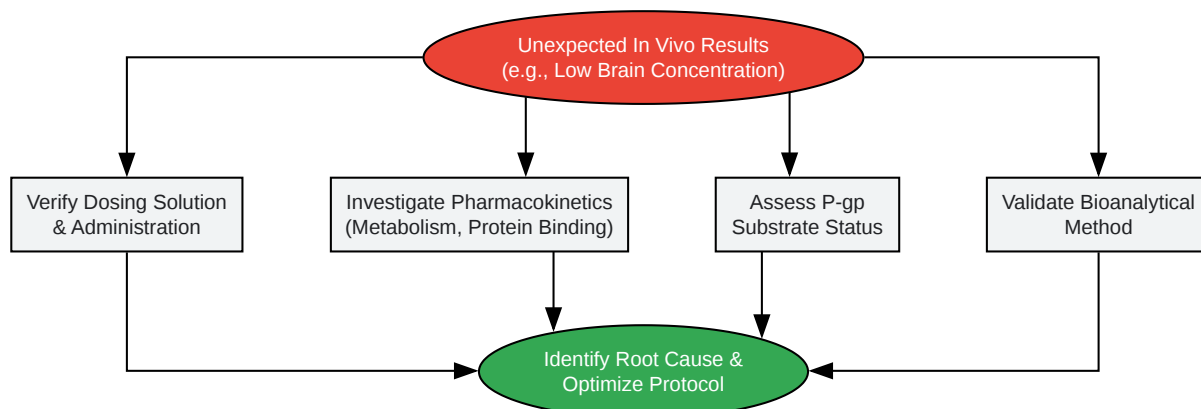 Unexpected In Vivo Results
(e.g., Low Brain Concentration)
Verify Dosing Solution
& Administration
Investigate Pharmacokinetics
(Metabolism, Protein Binding)
Assess P-gp
Substrate Status
Validate Bioanalytical
Method
Identify Root Cause &
Optimize Protocol